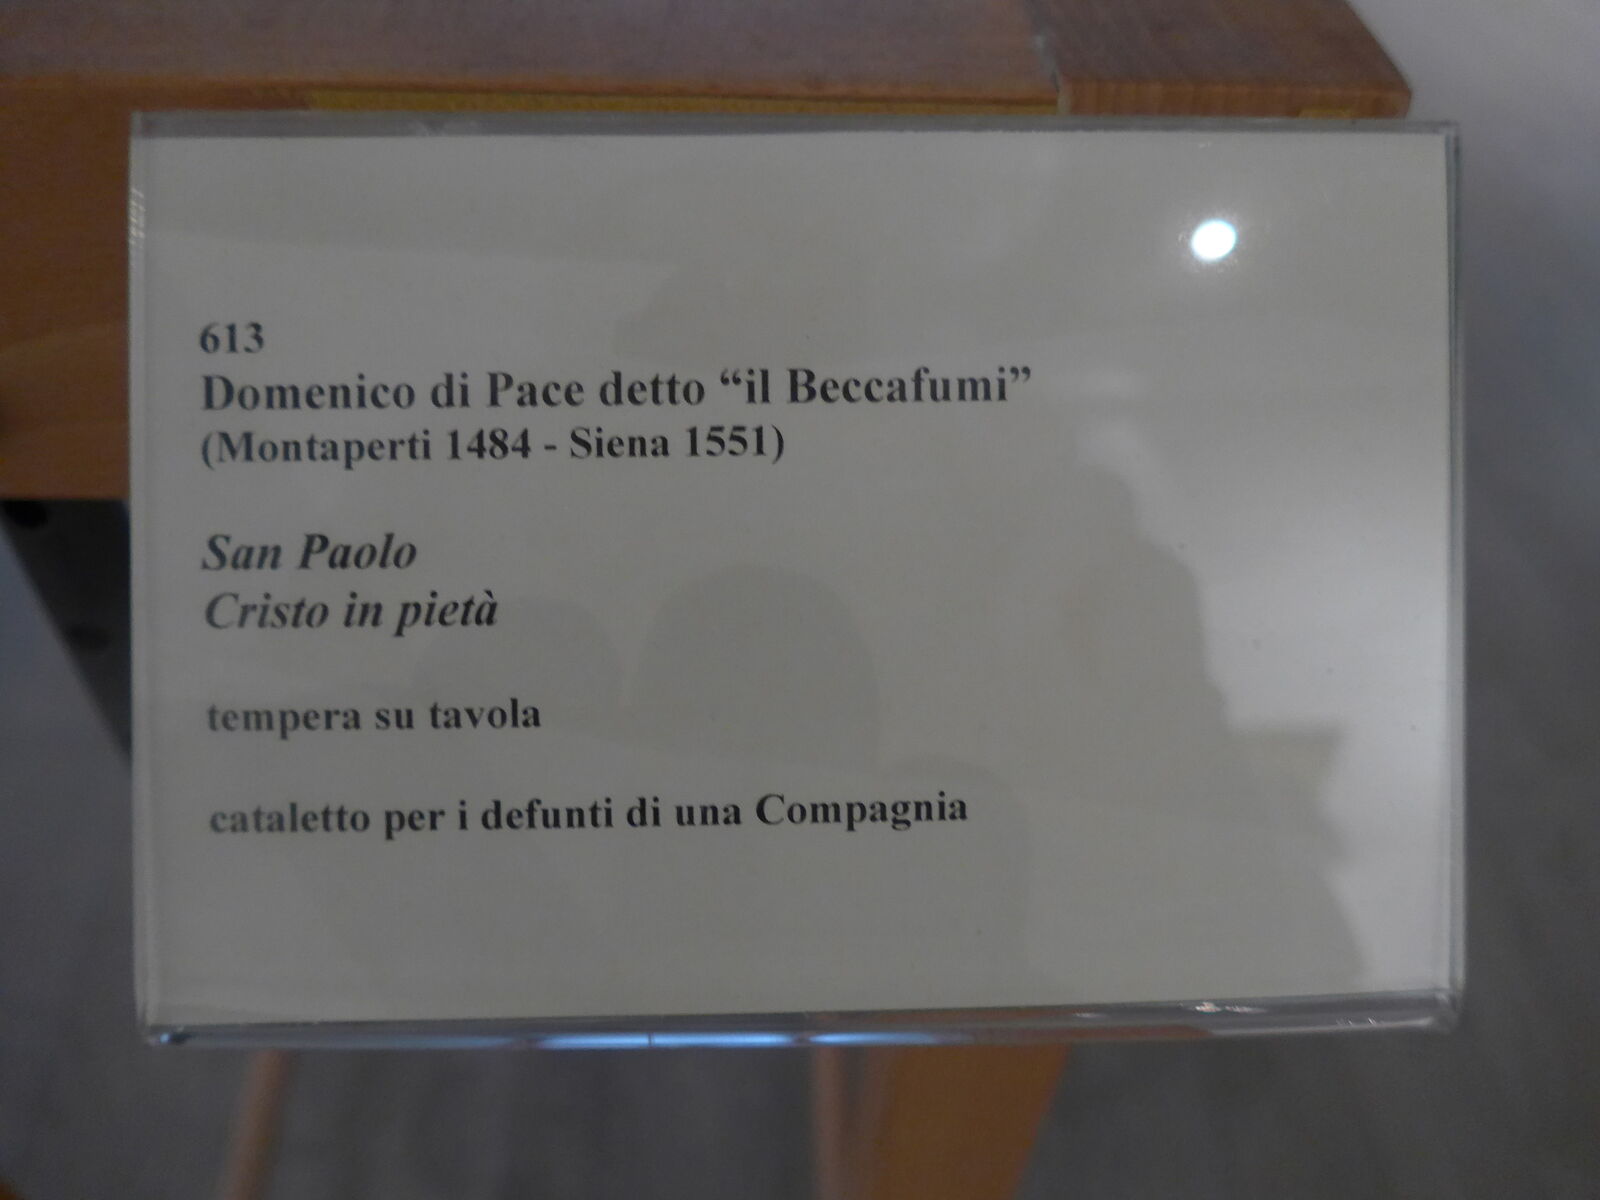 613
Domenico di Pace detto “il Beccafumi”
(Montaperti 1484 - Siena 1551)
San Paolo
Cristo in pietà
tempera su tavola
cataletto per i defunti di una Compagnia